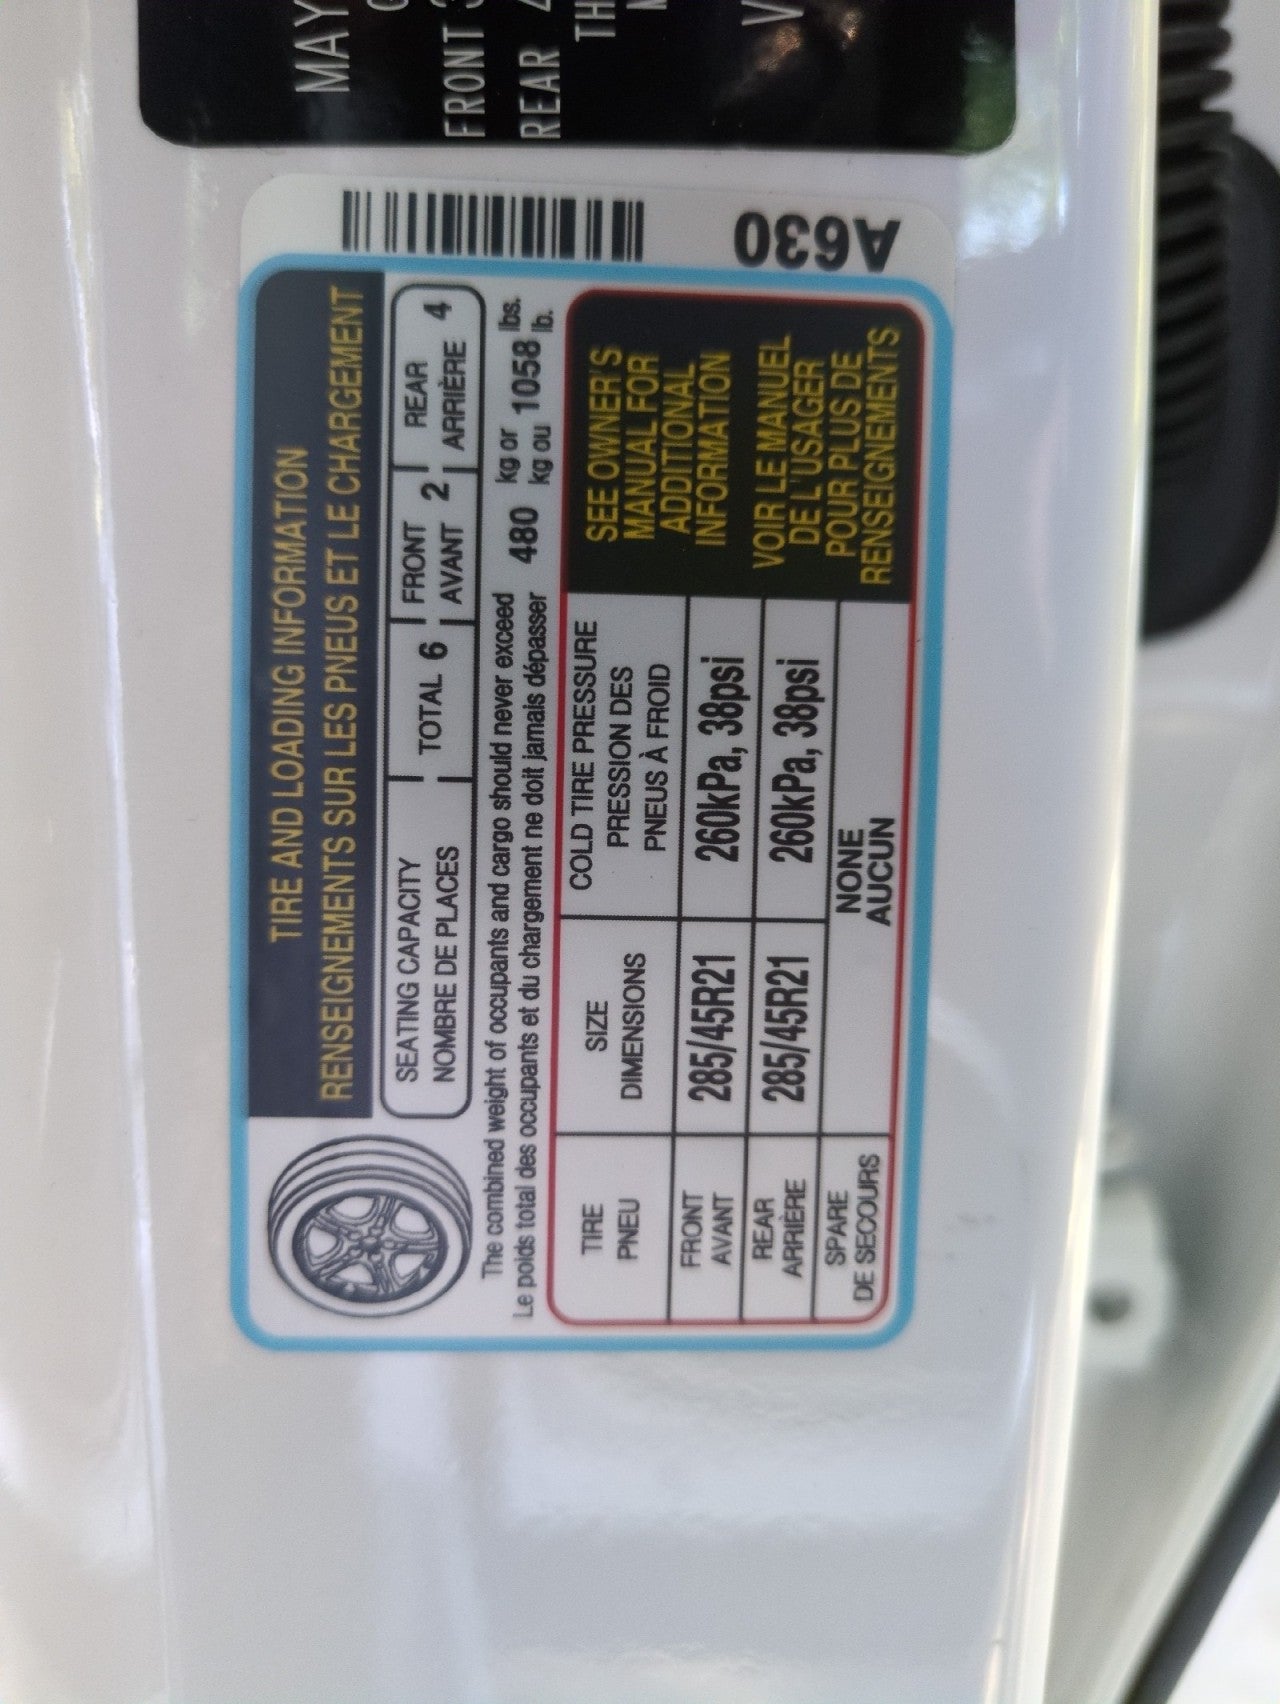 MAY
FRONT
REAR
A630
TIRE AND LOADING INFORMATION
RENSEIGNEMENTS SUR LES PNEUS ET LE CHARGEMENT
SEATING CAPACITY
NOMBRE DE PLACES
TOTAL 6
FRONT
AVANT 2
REAR
ARRIÈRE 4
The combined weight of occupants and cargo should never exceed 480 kg or 1058 lbs.
Le poids total des occupants et du chargement ne doit jamais dépasser kg ou lb.
TIRE
PNEU
SIZE
DIMENSIONS
COLD TIRE PRESSURE
PRESSION DES
PNEUS À FROID
FRONT
AVANT
285/45R21
260kPa, 38psi
REAR
ARRIÈRE
285/45R21
260kPa, 38psi
SPARE
DE SECOURS
NONE
AUCUN
SEE OWNER'S
MANUAL FOR
ADDITIONAL
INFORMATION
VOIR LE MANUEL
DE L'USAGER
POUR PLUS DE
RENSEIGNEMENTS